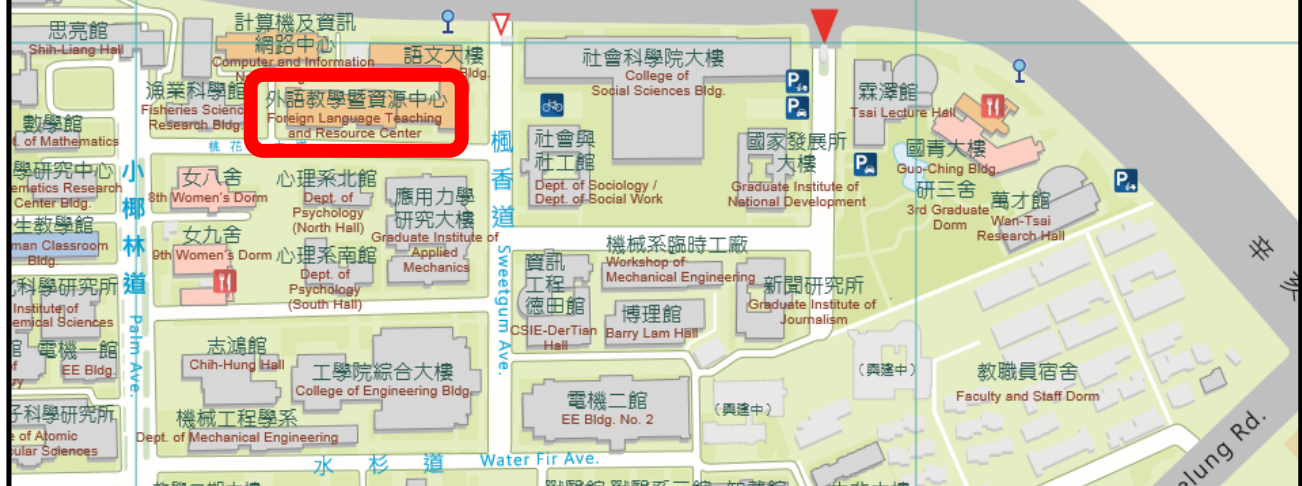 思亮館
Shih-Liang Hall
計算機及資訊
網路中心
Computer and Information
語文大樓
Bldg.
漁業科學館
Fisheries Science
Research Bldg.
外語教學暨資源中心
Foreign Language Teaching
and Resource Center
數學館
of Mathematics
桃花
學研究中心
ematics Research
Center Bldg.
生教學館
man Classroom
Bldg.
小椰林道 Palm Ave.
女八舍
8th Women's Dorm
女九舍
9th Women's Dorm
心理系北館
Dept. of
Psychology
(North Hall)
心理系南館
Dept. of
Psychology
(South Hall)
應用力學
研究大樓
Graduate Institute of
Applied
Mechanics
楓香道 Sweetgum Ave.
社會科學院大樓
College of
Social Sciences Bldg.
社會與
社工館
Dept. of Sociology /
Dept. of Social Work
國家發展所
大樓
Graduate Institute of
National Development
霖澤館
Tsai Lecture Hall
國青大樓
Guo-Ching Bldg.
研三舍
3rd Graduate
Dorm
萬才館
Wan-Tsai
Research Hall
機械系臨時工廠
Workshop of
Mechanical Engineering
資訊
工程
德田館
CSIE-DerTian
Hall
博理館
Barry Lam Hall
新聞研究所
Graduate Institute of
Journalism
化科學研究所
Institute of
emical Sciences
電機一館
EE Bldg.
志鴻館
Chih-Hung Hall
工學院綜合大樓
College of Engineering Bldg.
機械工程學系
Dept. of Mechanical Engineering
子科學研究所
e of Atomic
cular Sciences
電機二館
EE Bldg. No. 2
(興建中)
(興建中)
教職員宿舍
Faculty and Staff Dorm
辛亥
elung Rd.
水杉道 Water Fir Ave.
P
P
P
P